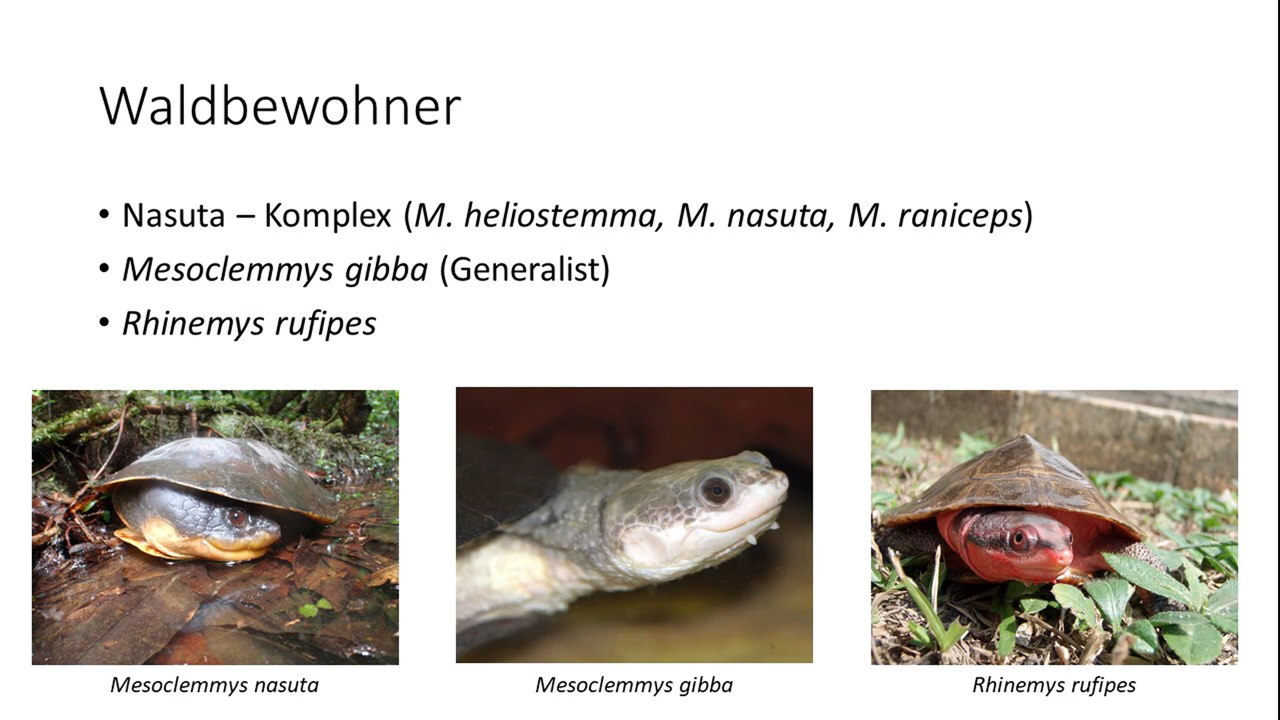 Waldbewohner
• Nasuta – Komplex (M. heliostemma, M. nasuta, M. raniceps)
• Mesoclemmys gibba (Generalist)
• Rhinemys rufipes
Mesoclemmys nasuta
Mesoclemmys gibba
Rhinemys rufipes